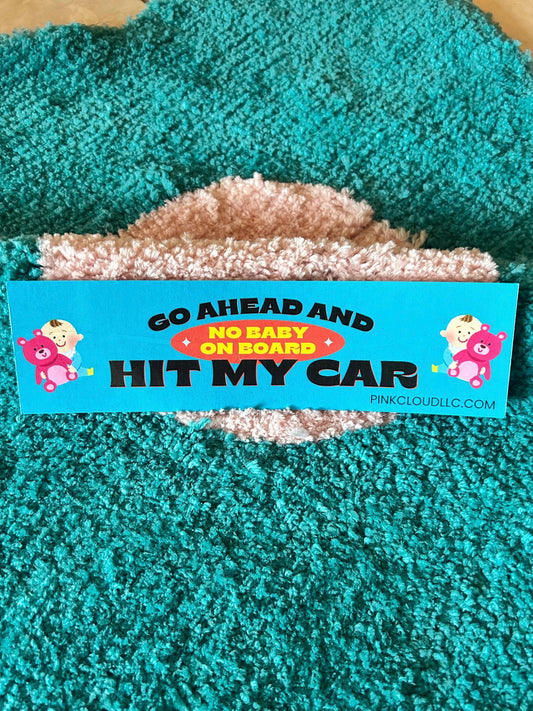 GO AHEAD AND
NO BABY
ON BOARD
HIT MY CAR
PINKCLOUDLLC.COM